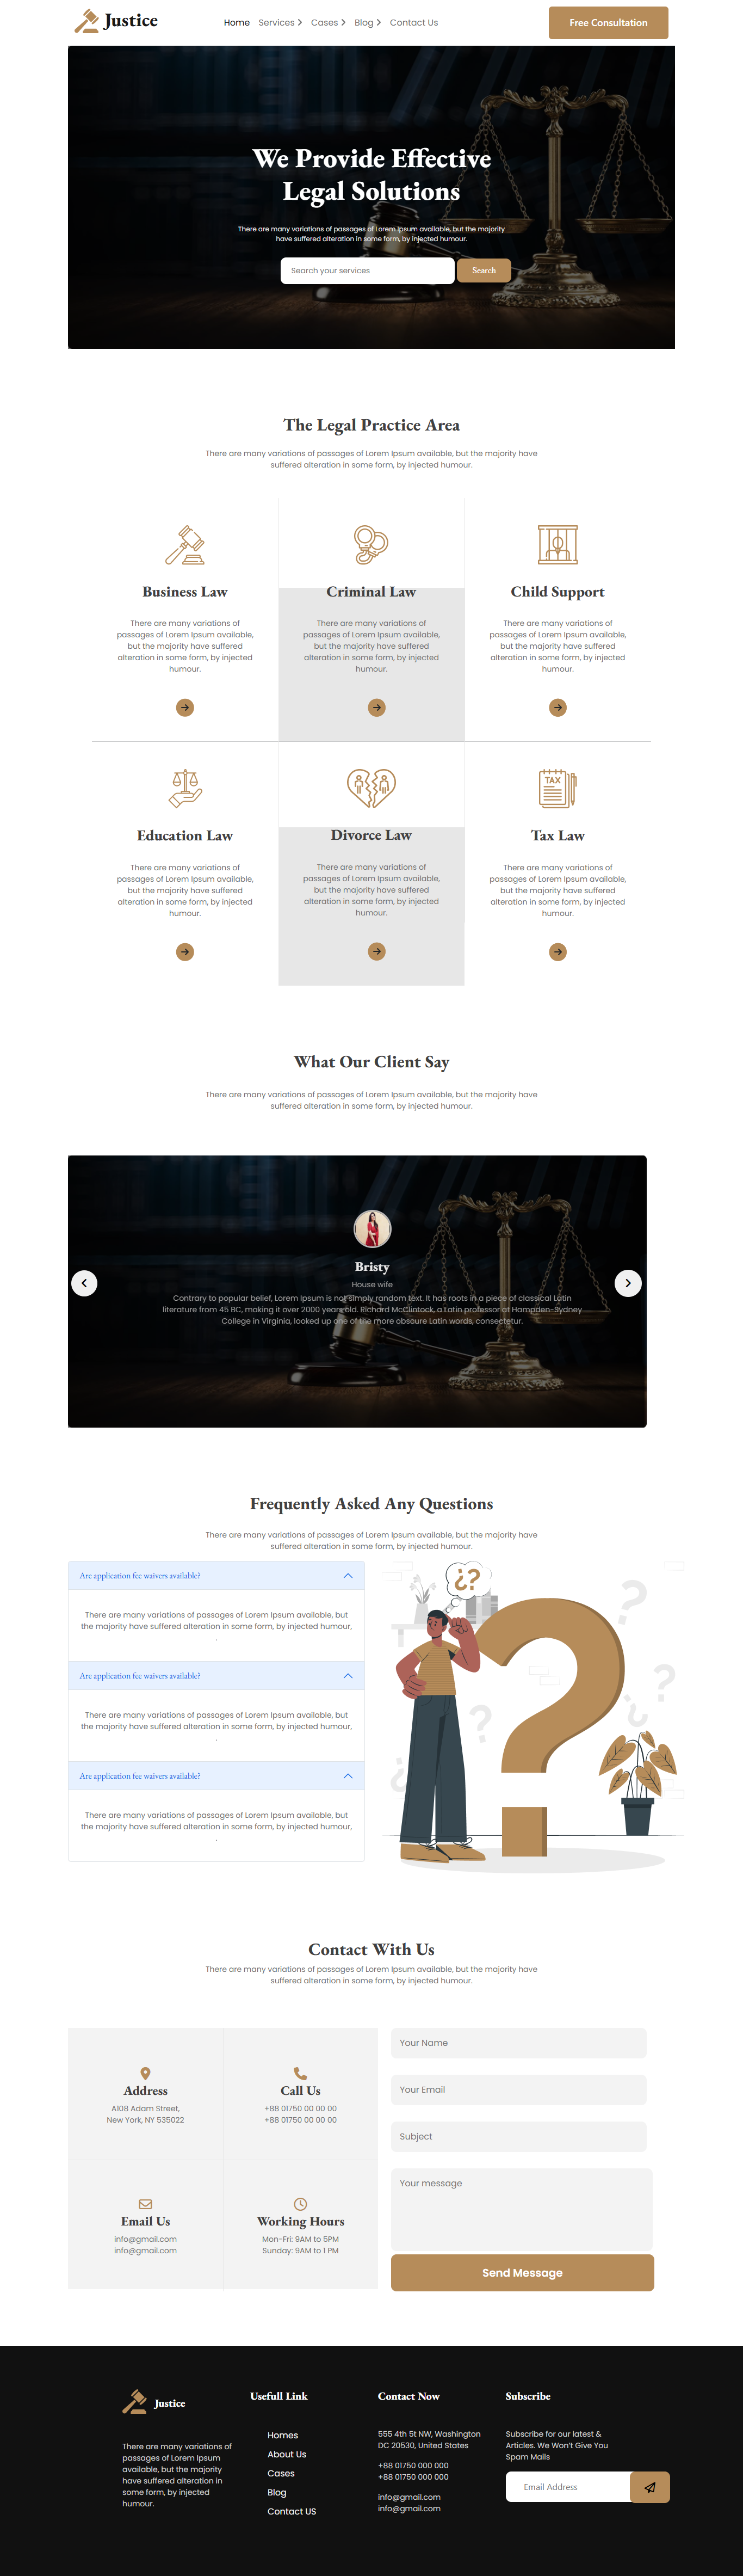 Justice
Home Services Cases Blog Contact Us
Free Consultation
We Provide Effective
Legal Solutions
There are many variations of passages of Lorem Ipsum available, but the majority
have suffered alteration in some form, by injected humour.
Search your services
Search
The Legal Practice Area
There are many variations of passages of Lorem Ipsum available, but the majority have
suffered alteration in some form, by injected humour.
Business Law
There are many variations of
passages of Lorem Ipsum available,
but the majority have suffered
alteration in some form, by injected
humour.
Criminal Law
There are many variations of
passages of Lorem Ipsum available,
but the majority have suffered
alteration in some form, by injected
humour.
Child Support
There are many variations of
passages of Lorem Ipsum available,
but the majority have suffered
alteration in some form, by injected
humour.
Education Law
There are many variations of
passages of Lorem Ipsum available,
but the majority have suffered
alteration in some form, by injected
humour.
Divorce Law
There are many variations of
passages of Lorem Ipsum available,
but the majority have suffered
alteration in some form, by injected
humour.
TAX
Tax Law
There are many variations of
passages of Lorem Ipsum available,
but the majority have suffered
alteration in some form, by injected
humour.
What Our Client Say
There are many variations of passages of Lorem Ipsum available, but the majority have
suffered alteration in some form, by injected humour.
Bristy
House wife
Contrary to popular belief, Lorem Ipsum is not simply random text. It has roots in a piece of classical Latin
literature from 45 BC, making it over 2000 years old. Richard McClintock, a Latin professor at Hampden-Sydney
College in Virginia, looked up one of the more obscure Latin words, consectetur.
Frequently Asked Any Questions
There are many variations of passages of Lorem Ipsum available, but the majority have
suffered alteration in some form, by injected humour.
Are application fee waivers available?
There are many variations of passages of Lorem Ipsum available, but
the majority have suffered alteration in some form, by injected humour,
.
Are application fee waivers available?
There are many variations of passages of Lorem Ipsum available, but
the majority have suffered alteration in some form, by injected humour,
.
Are application fee waivers available?
There are many variations of passages of Lorem Ipsum available, but
the majority have suffered alteration in some form, by injected humour,
.
¿?
?
Contact With Us
There are many variations of passages of Lorem Ipsum available, but the majority have
suffered alteration in some form, by injected humour.
Address
A108 Adam Street,
New York, NY 535022
Call Us
+88 01750 00 00 00
+88 01750 00 00 00
Email Us
info@gmail.com
info@gmail.com
Working Hours
Mon-Fri: 9AM to 5PM
Sunday: 9AM to 1 PM
Your Name
Your Email
Subject
Your message
Send Message
Justice
There are many variations of
passages of Lorem Ipsum
available, but the majority
have suffered alteration in
some form, by injected
humour.
Usefull Link
Homes
About Us
Cases
Blog
Contact US
Contact Now
555 4th 5t NW, Washington
DC 20530, United States
+88 01750 000 000
+88 01750 000 000
info@gmail.com
info@gmail.com
Subscribe
Subscribe for our latest &
Articles. We Won't Give You
Spam Mails
Email Address